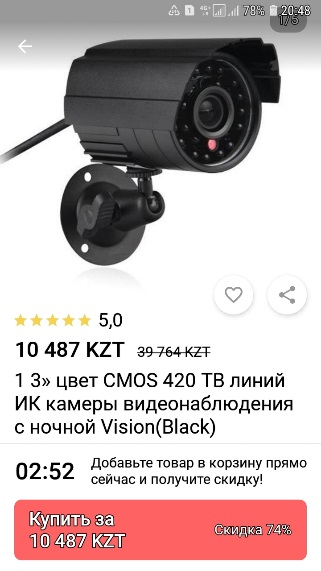 4G+
78% 20:48
1/5
5,0
10 487 KZT 39 764 KZT
1 3» цвет CMOS 420 ТВ линий
ИК камеры видеонаблюдения
с ночной Vision(Black)
02:52
Добавьте товар в корзину прямо
сейчас и получите скидку!
Купить за
10 487 KZT
Скидка 74%